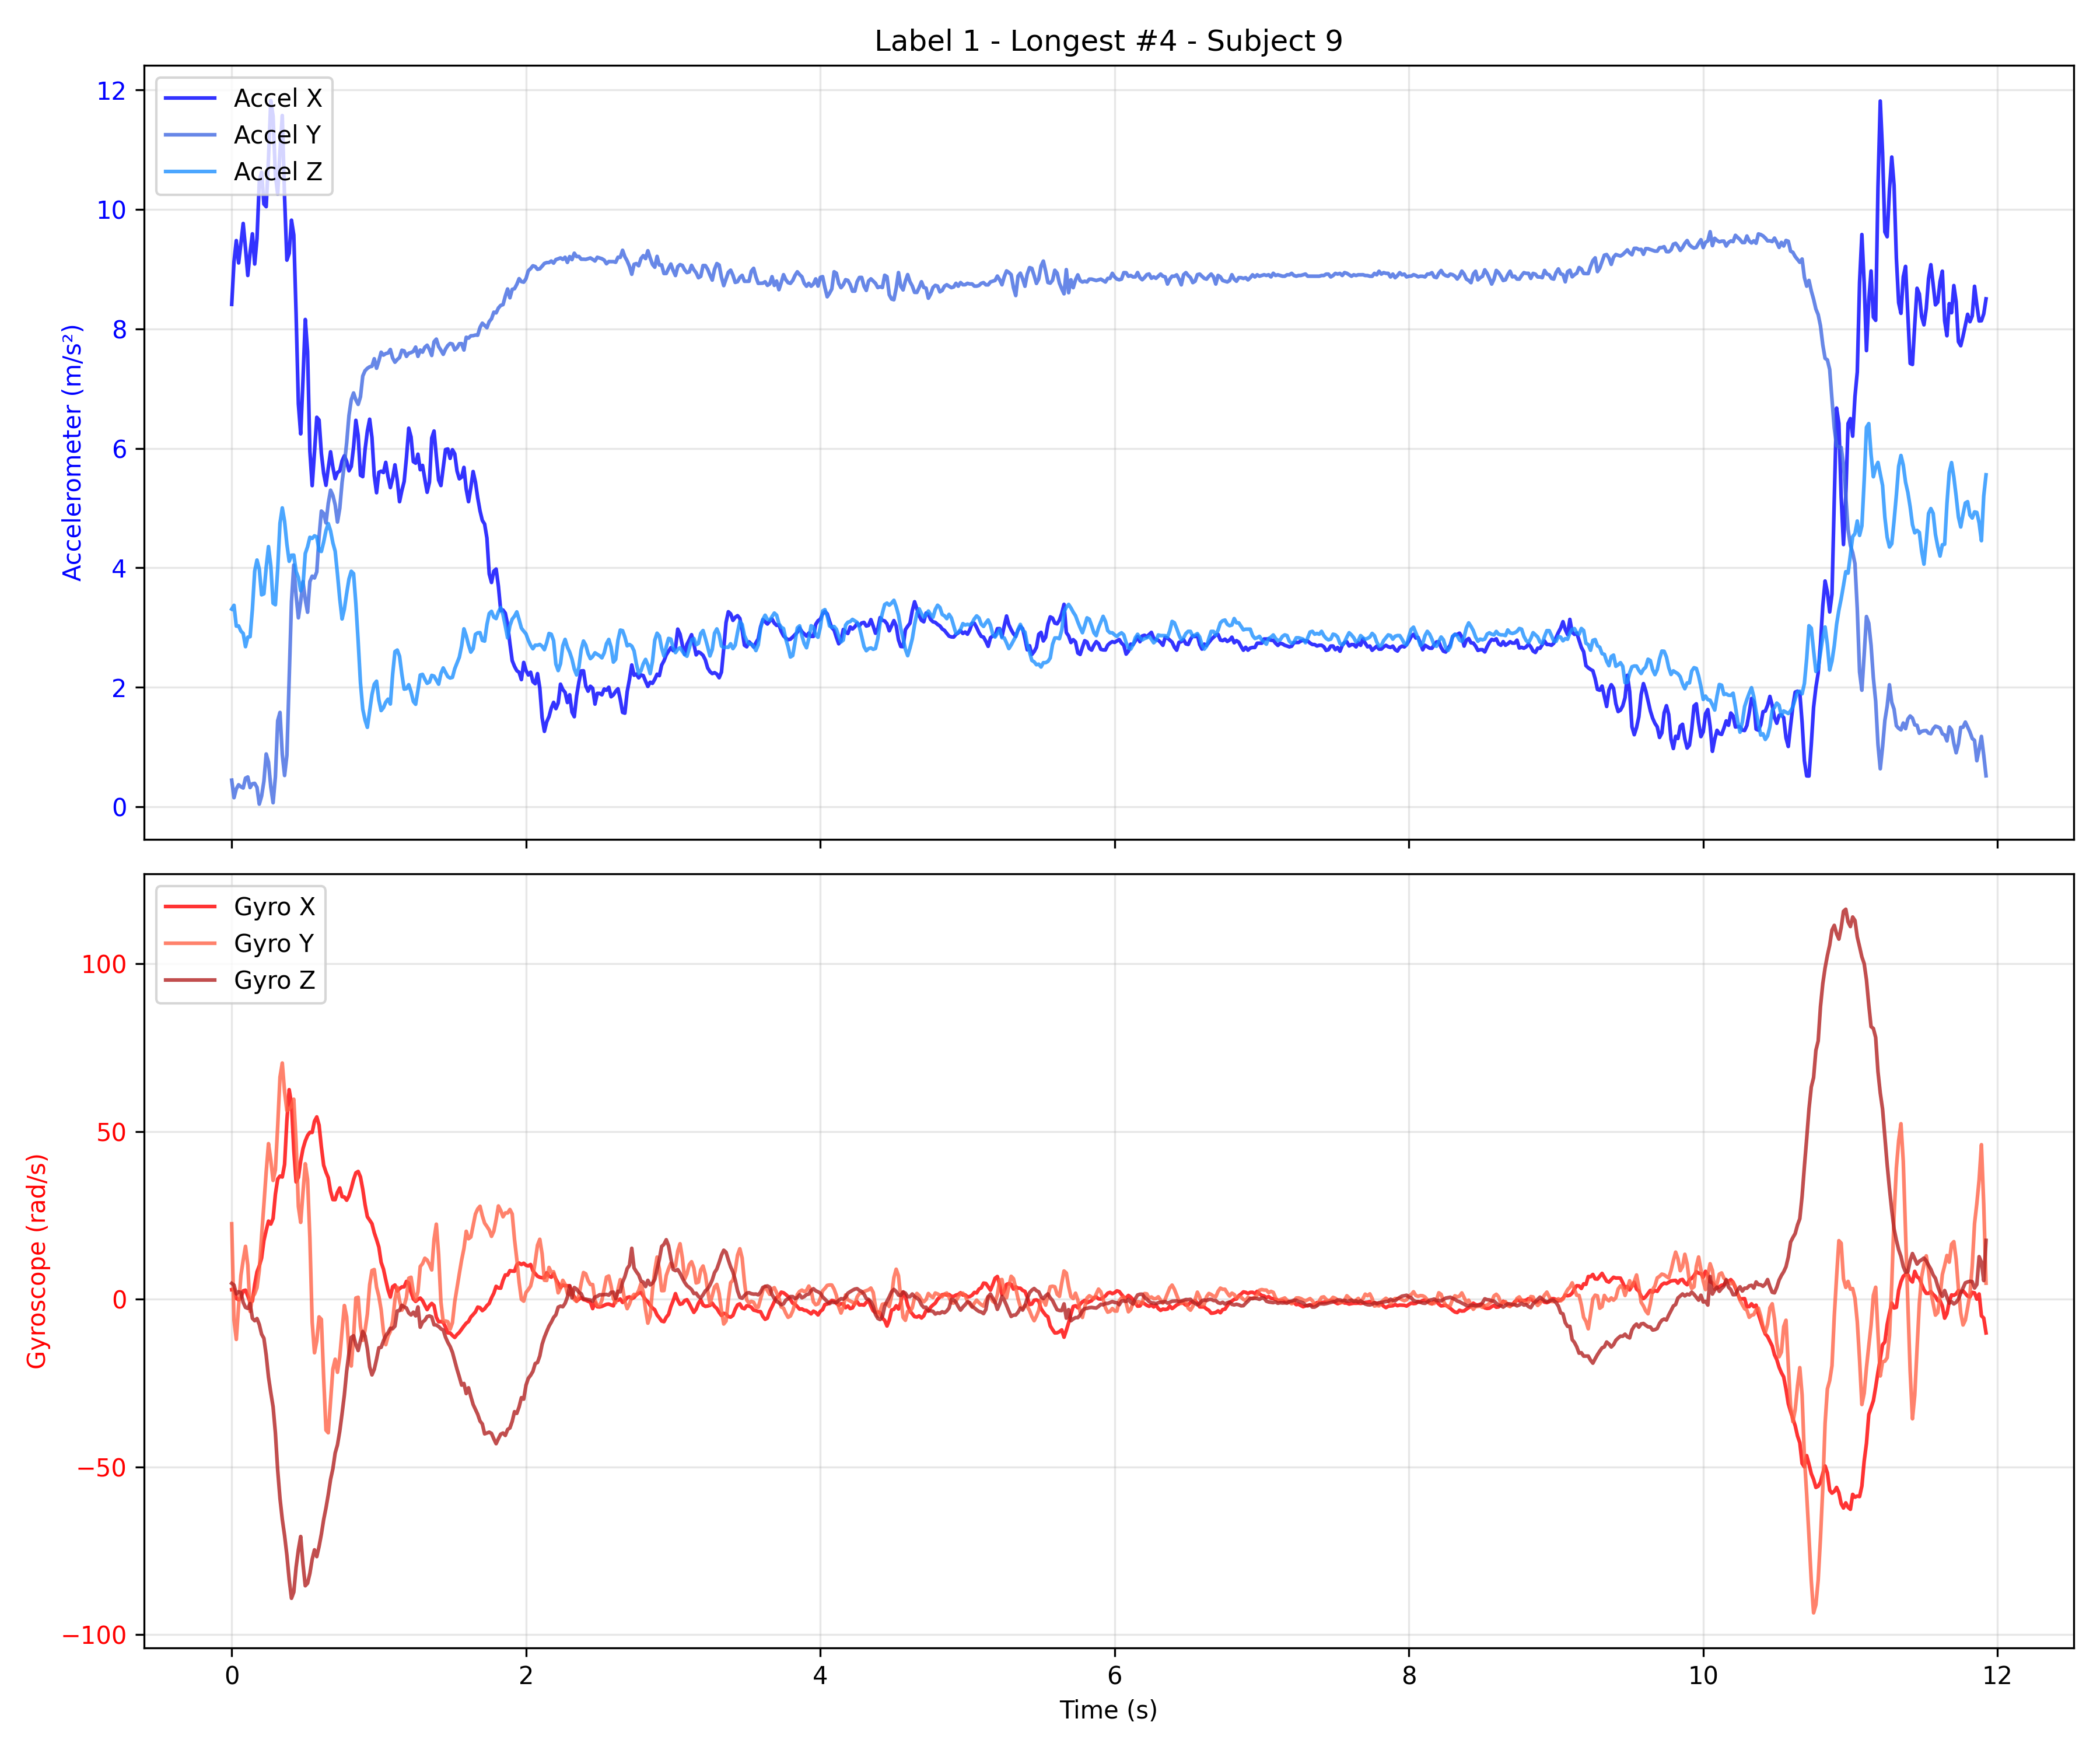 Label 1 - Longest #4 - Subject 9
Accelerometer (m/s²)
12
10
8
6
4
2
0
Accel X
Accel Y
Accel Z
Gyroscope (rad/s)
100
50
0
−50
−100
Gyro X
Gyro Y
Gyro Z
0 2 4 6 8 10 12
Time (s)